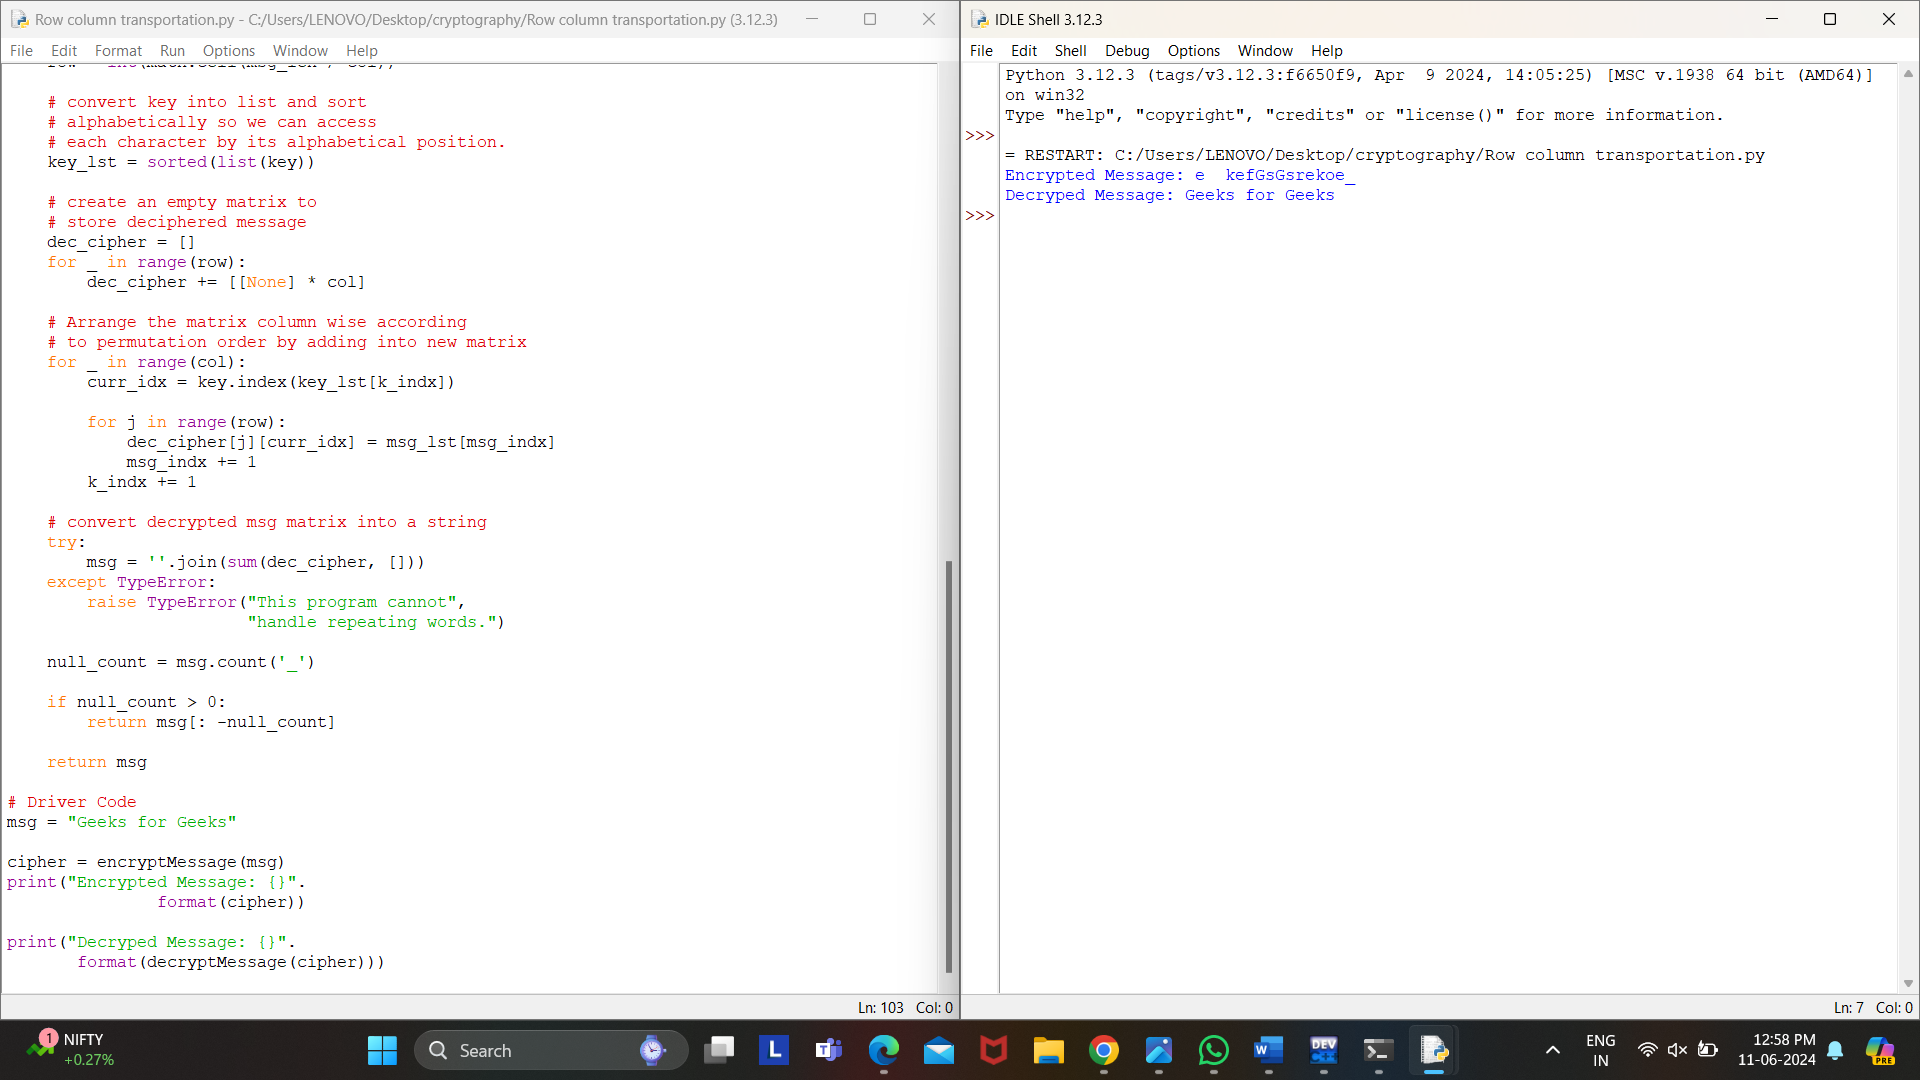 Row column transportation.py - C:/Users/LENOVO/Desktop/cryptography/Row column transportation.py (3.12.3)
File Edit Format Run Options Window Help
    # convert key into list and sort
    # alphabetically so we can access
    # each character by its alphabetical position.
    key_lst = sorted(list(key))
    # create an empty matrix to
    # store deciphered message
    dec_cipher = []
    for _ in range(row):
        dec_cipher += [[None] * col]
    # Arrange the matrix column wise according
    # to permutation order by adding into new matrix
    for _ in range(col):
        curr_idx = key.index(key_lst[k_indx])
        for j in range(row):
            dec_cipher[j][curr_idx] = msg_lst[msg_indx]
            msg_indx += 1
        k_indx += 1
    # convert decrypted msg matrix into a string
    try:
        msg = ''.join(sum(dec_cipher, []))
    except TypeError:
        raise TypeError("This program cannot",
                        "handle repeating words.")
    null_count = msg.count('_')
    if null_count > 0:
        return msg[: -null_count]
    return msg
# Driver Code
msg = "Geeks for Geeks"
cipher = encryptMessage(msg)
print("Encrypted Message: {}".
               format(cipher))
print("Decryped Message: {}".
       format(decryptMessage(cipher)))
Ln: 103 Col: 0
IDLE Shell 3.12.3
File Edit Shell Debug Options Window Help
Python 3.12.3 (tags/v3.12.3:f6650f9, Apr  9 2024, 14:05:25) [MSC v.1938 64 bit (AMD64)]
on win32
Type "help", "copyright", "credits" or "license()" for more information.
>>>
= RESTART: C:/Users/LENOVO/Desktop/cryptography/Row column transportation.py
Encrypted Message: e  kefGsGsrekoe_
Decryped Message: Geeks for Geeks
>>>
Ln: 7 Col: 0
1
NIFTY
+0.27%
Search
L
DEV
ENG
IN
12:58 PM
11-06-2024
PRE